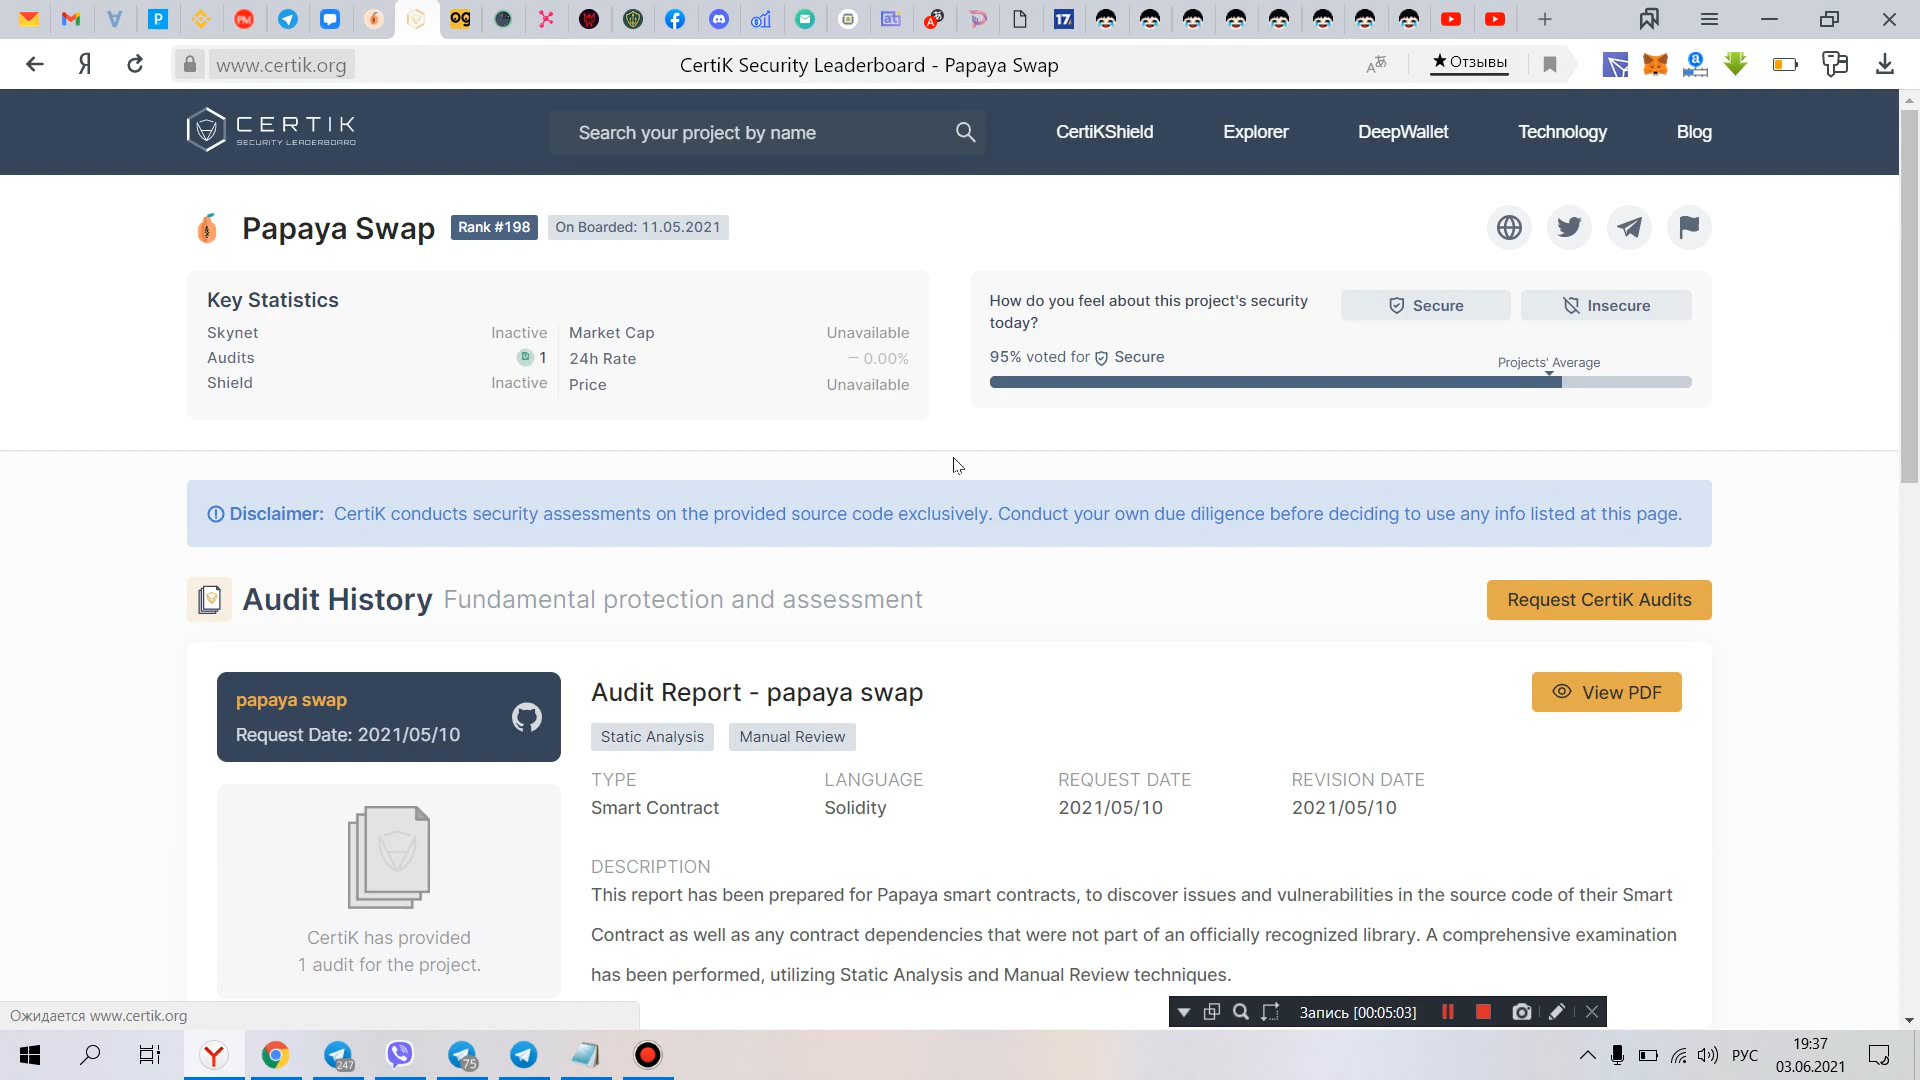 www.certik.org
CertiK Security Leaderboard - Papaya Swap
★Отзывы
CERTIK
SECURITY LEADERBOARD
Search your project by name
CertiKShield
Explorer
DeepWallet
Technology
Blog
Papaya Swap
Rank #198
On Boarded: 11.05.2021
Key Statistics
Skynet Inactive
Audits 1
Shield Inactive
Market Cap Unavailable
24h Rate – 0.00%
Price Unavailable
How do you feel about this project's security
today?
Secure
Insecure
95% voted for Secure
Projects' Average
Disclaimer: CertiK conducts security assessments on the provided source code exclusively. Conduct your own due diligence before deciding to use any info listed at this page.
Audit History Fundamental protection and assessment
Request CertiK Audits
papaya swap
Request Date: 2021/05/10
CertiK has provided
1 audit for the project.
Audit Report - papaya swap
View PDF
Static Analysis
Manual Review
TYPE LANGUAGE REQUEST DATE REVISION DATE
Smart Contract Solidity 2021/05/10 2021/05/10
DESCRIPTION
This report has been prepared for Papaya smart contracts, to discover issues and vulnerabilities in the source code of their Smart
Contract as well as any contract dependencies that were not part of an officially recognized library. A comprehensive examination
has been performed, utilizing Static Analysis and Manual Review techniques.
Ожидается www.certik.org
Запись [00:05:03]
247
75
РУС
19:37
03.06.2021